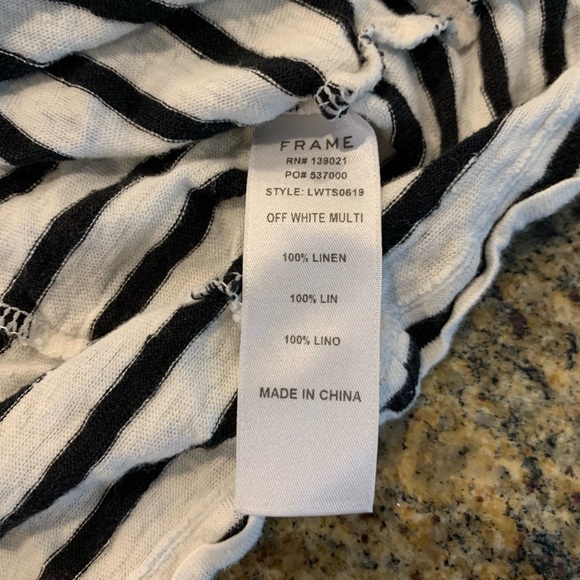 FRAME
RN# 139021
PO# 537000
STYLE: LWTS0619
OFF WHITE MULTI
100% LINEN
100% LIN
100% LINO
MADE IN CHINA